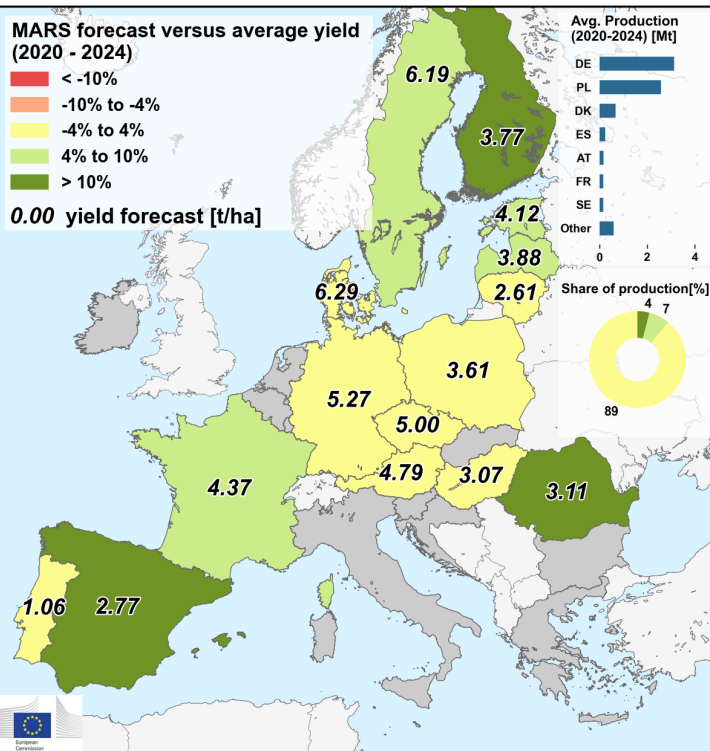 MARS forecast versus average yield
(2020 - 2024)
< -10%
-10% to -4%
-4% to 4%
4% to 10%
> 10%
0.00 yield forecast [t/ha]
Avg. Production
(2020-2024) [Mt]
DE
PL
DK
ES
AT
FR
SE
Other
0 2 4
Share of production[%]
4 7
89
6.19
3.77
4.12
3.88
2.61
6.29
3.61
5.27
5.00
4.79
3.07
4.37
3.11
1.06
2.77
European
Commission